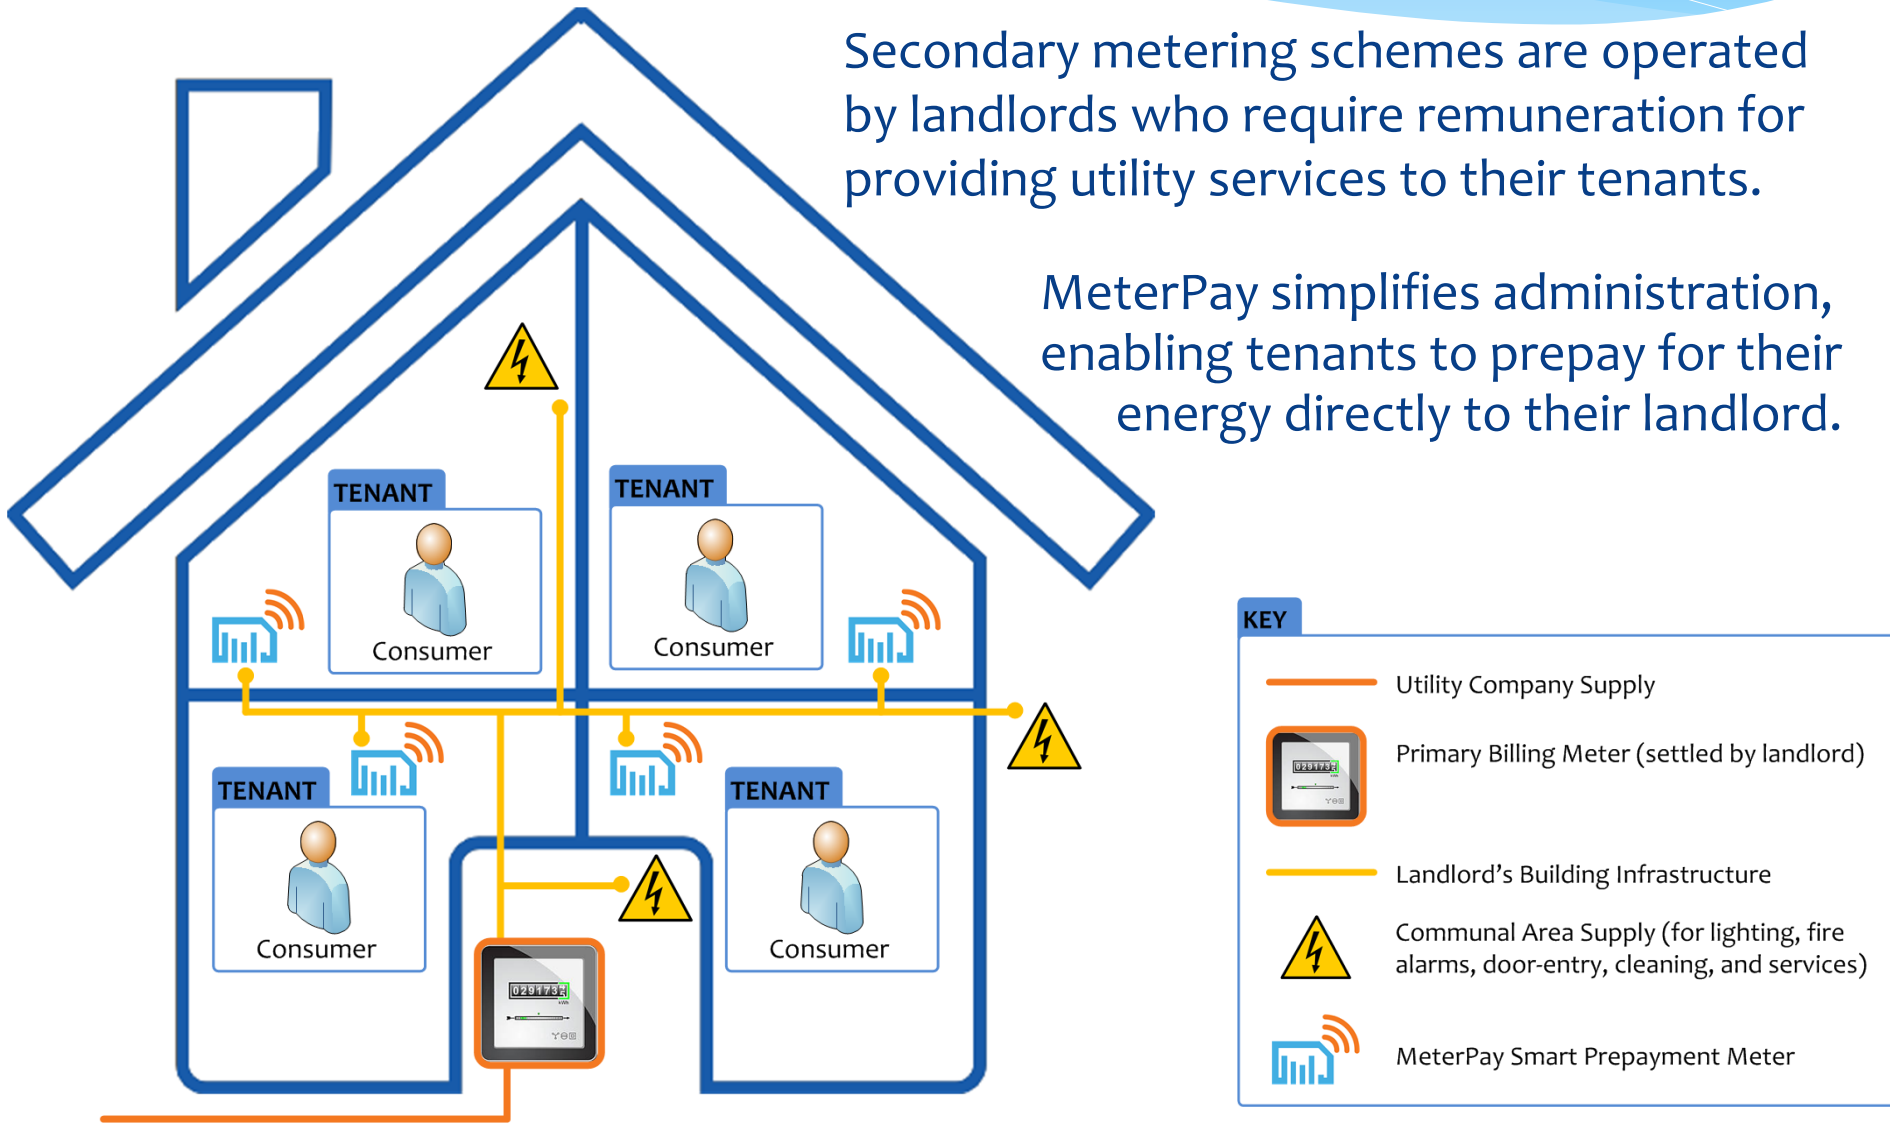 Secondary metering schemes are operated
by landlords who require remuneration for
providing utility services to their tenants.
MeterPay simplifies administration,
enabling tenants to prepay for their
energy directly to their landlord.
TENANT
Consumer
TENANT
Consumer
TENANT
Consumer
TENANT
Consumer
KEY
Utility Company Supply
Primary Billing Meter (settled by landlord)
Landlord's Building Infrastructure
Communal Area Supply (for lighting, fire
alarms, door-entry, cleaning, and services)
MeterPay Smart Prepayment Meter